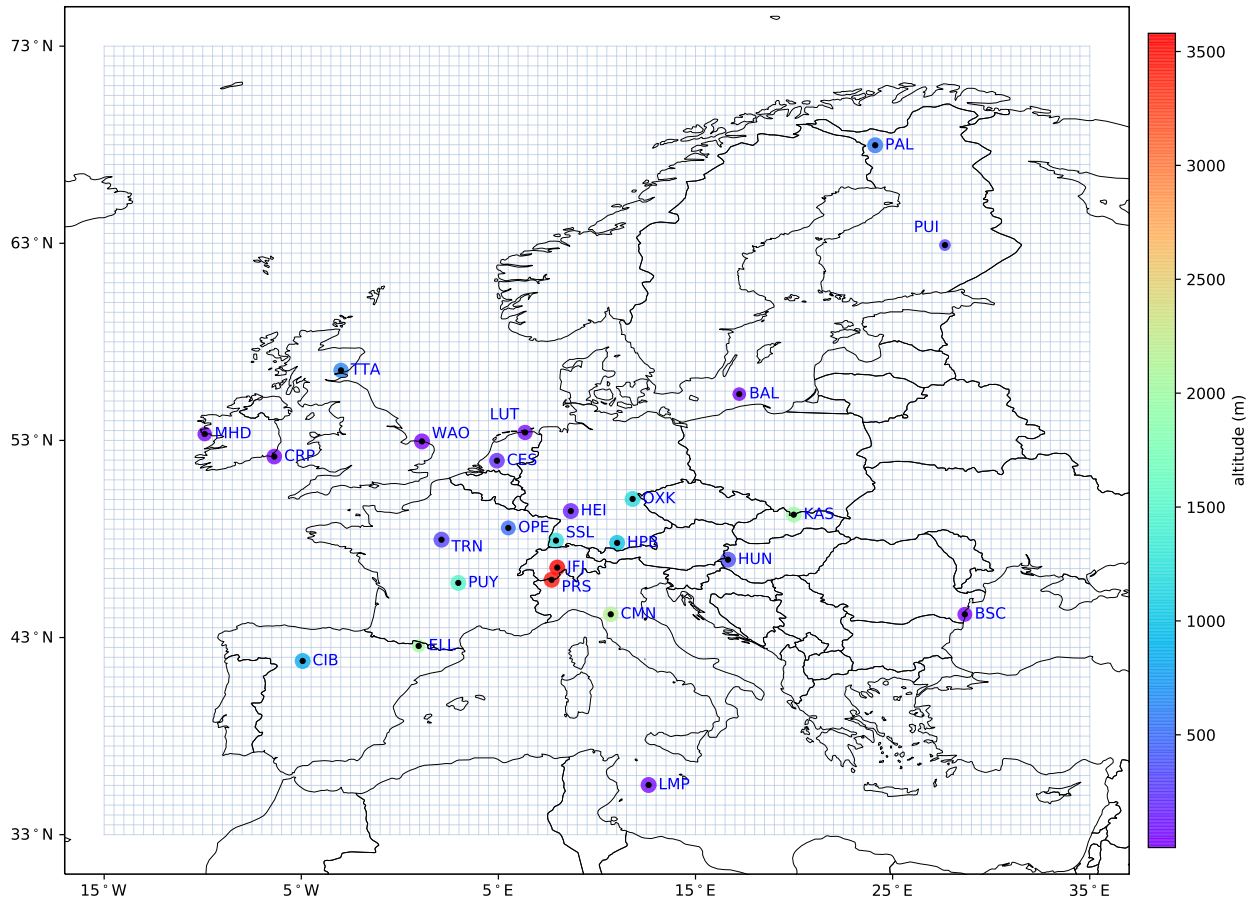 73°N
63°N
53°N
43°N
33°N
15°W
5°W
5°E
15°E
25°E
35°E
PAL
PUI
TTA
BAL
LUT
MHD
WAO
CRP
CES
OXK
HEI
KAS
OPE
SSL
TRN
HPB
HUN
JFJ
PUY
PRS
CMN
BSC
ELL
CIB
LMP
3500
3000
2500
2000
1500
1000
500
altitude (m)